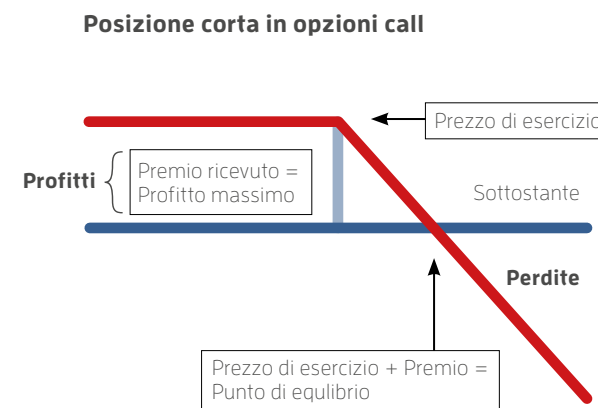 Posizione corta in opzioni call
Prezzo di esercizio
Profitti
Premio ricevuto =
Profitto massimo
Sottostante
Perdite
Prezzo di esercizio + Premio =
Punto di equlibrio